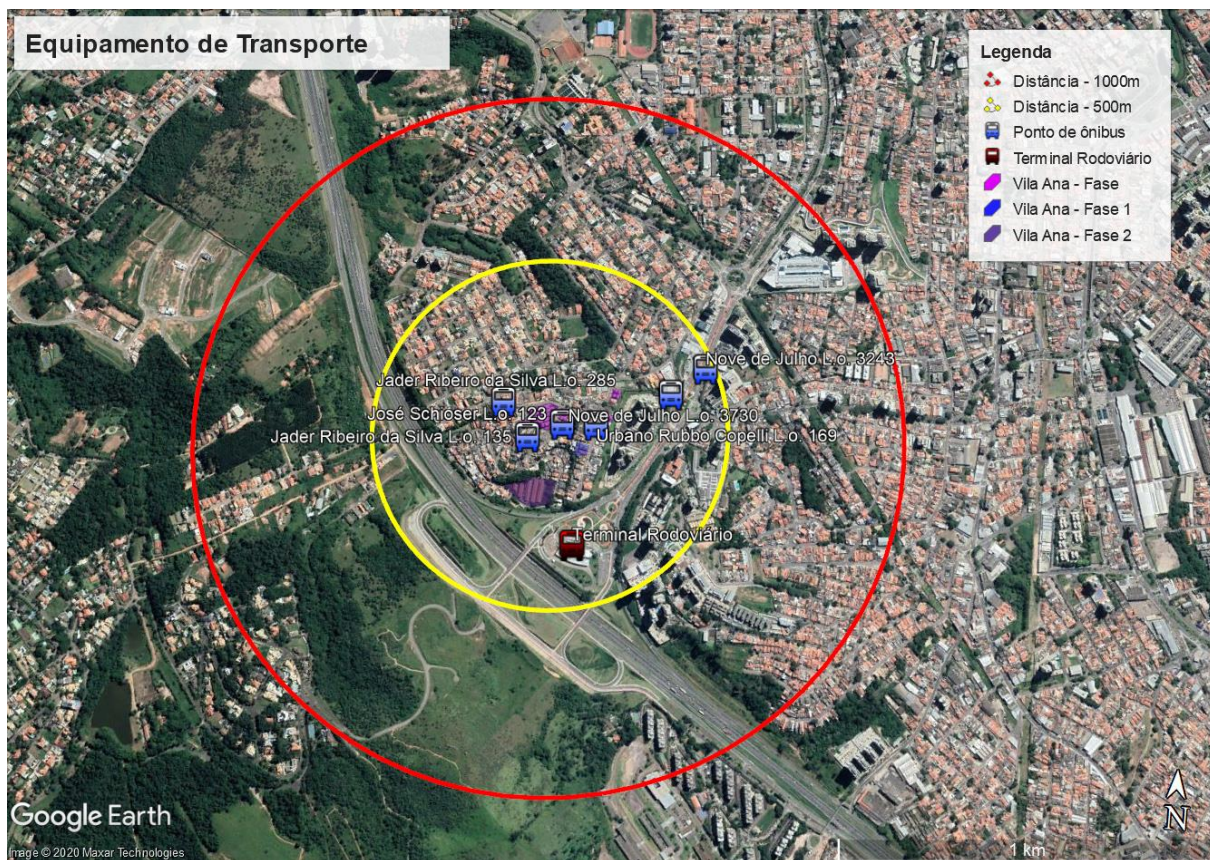 Equipamento de Transporte
Legenda
Distância - 1000m
Distância - 500m
Ponto de ônibus
Terminal Rodoviário
Vila Ana - Fase
Vila Ana - Fase 1
Vila Ana - Fase 2
Nove de Julho L.o, 3243
Jader Ribeiro da Silva L.o, 285
José Schloser L.o, 123
Nove de Julho L.o, 3730
Jader Ribeiro da Silva L.o, 135
Urbano Rubbo Copelli L.o, 169
Terminal Rodoviário
Google Earth
N
Image © 2020 Maxar Technologies
1 km